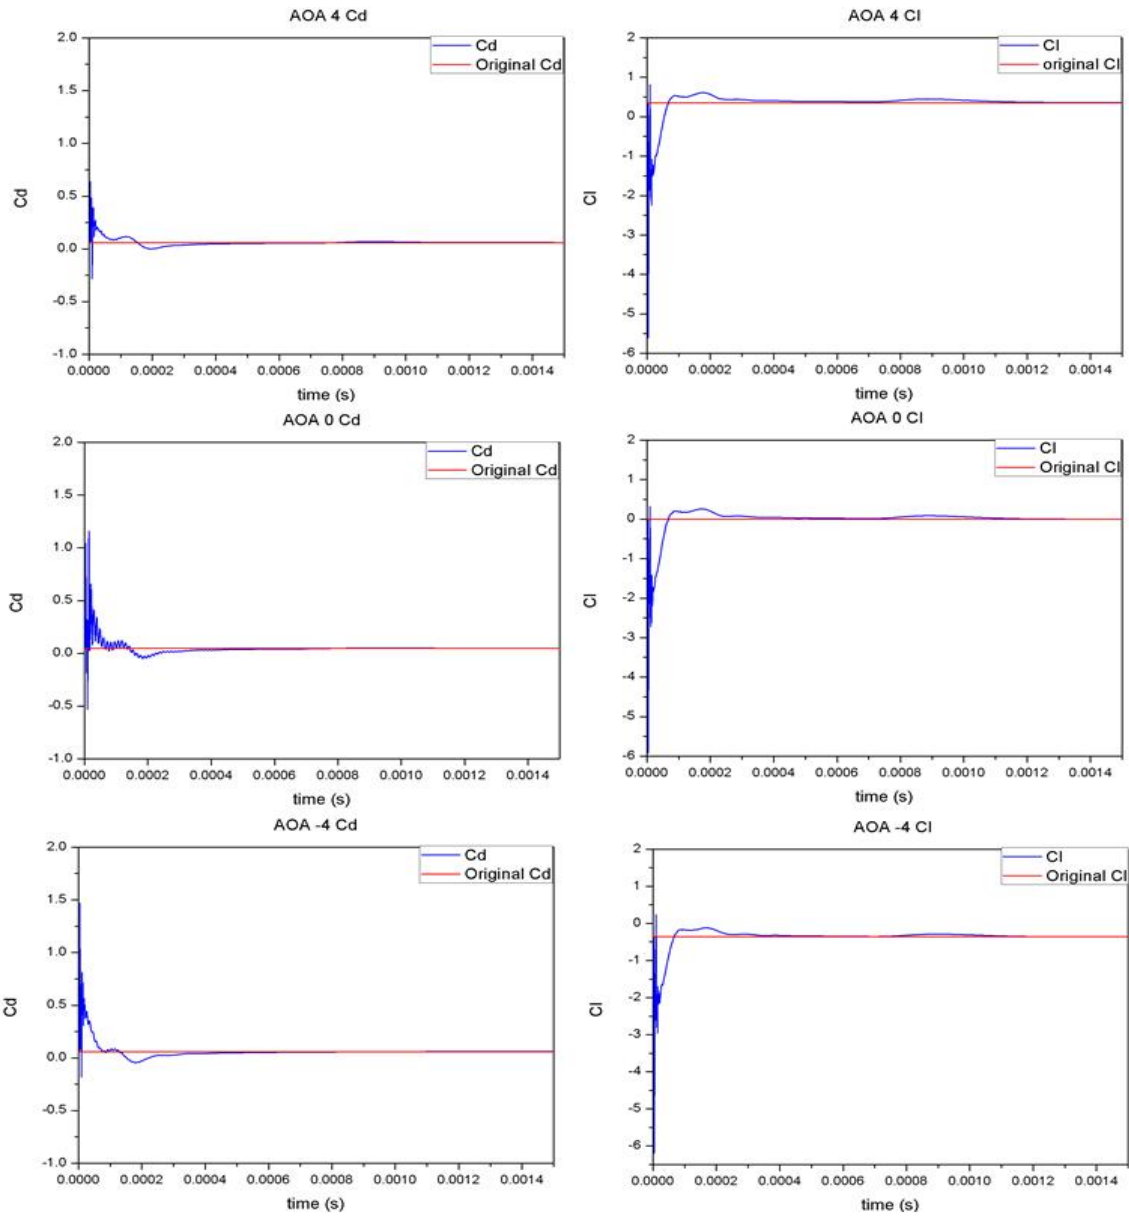 AOA 4 Cd
2.0
1.5
1.0
0.5
0.0
-0.5
-1.0
Cd
Cd
Original Cd
0.0000 0.0002 0.0004 0.0006 0.0008 0.0010 0.0012 0.0014
time (s)
AOA 4 Cl
2
1
0
-1
-2
-3
-4
-5
-6
Cl
Cl
original Cl
0.0000 0.0002 0.0004 0.0006 0.0008 0.0010 0.0012 0.0014
time (s)
AOA 0 Cd
2.0
1.5
1.0
0.5
0.0
-0.5
-1.0
Cd
Cd
Original Cd
0.0000 0.0002 0.0004 0.0006 0.0008 0.0010 0.0012 0.0014
time (s)
AOA 0 Cl
2
1
0
-1
-2
-3
-4
-5
-6
Cl
Cl
Original Cl
0.0000 0.0002 0.0004 0.0006 0.0008 0.0010 0.0012 0.0014
time (s)
AOA -4 Cd
2.0
1.5
1.0
0.5
0.0
-0.5
-1.0
Cd
Cd
Original Cd
0.0000 0.0002 0.0004 0.0006 0.0008 0.0010 0.0012 0.0014
time (s)
AOA -4 Cl
2
1
0
-1
-2
-3
-4
-5
-6
Cl
Cl
Original Cl
0.0000 0.0002 0.0004 0.0006 0.0008 0.0010 0.0012 0.0014
time (s)